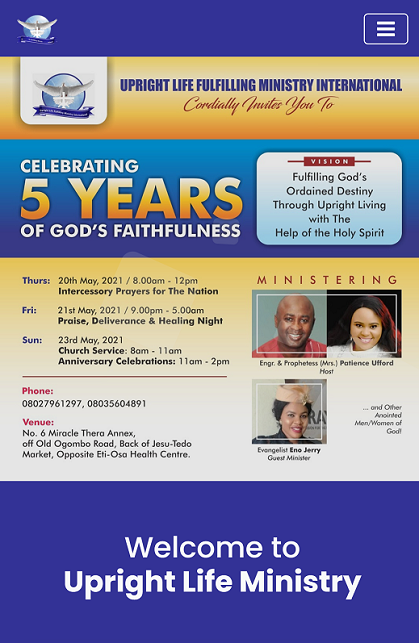 UPRIGHT LIFE FULFILLING MINISTRY INTERNATIONAL
Cordially Invites You To
CELEBRATING
5 YEARS
OF GOD'S FAITHFULNESS
VISION
Fulfilling God's
Ordained Destiny
Through Upright Living
with The
Help of the Holy Spirit
Thurs: 20th May, 2021 / 8.00am - 12pm
Intercessory Prayers for The Nation
Fri: 21st May, 2021 / 9.00pm - 5.00am
Praise, Deliverance & Healing Night
Sun: 23rd May, 2021
Church Service: 8am - 11am
Anniversary Celebrations: 11am - 2pm
Phone:
08027961297, 08035604891
Venue:
No. 6 Miracle Thera Annex,
off Old Ogombo Road, Back of Jesu-Tedo
Market, Opposite Eti-Osa Health Centre.
MINISTERING
Engr. & Prophetess (Mrs.) Patience Ufford
Host
Evangelist Eno Jerry
Guest Minister
... and Other
Anointed
Men/Women of
God!
Welcome to
Upright Life Ministry